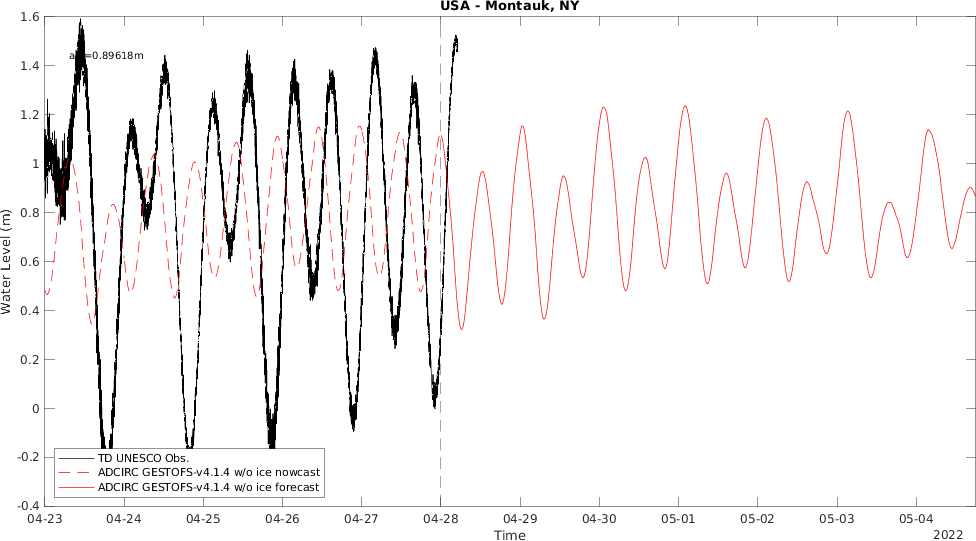 USA - Montauk, NY
1.6
1.4
1.2
1
0.8
0.6
0.4
0.2
0
-0.2
-0.4
Water Level (m)
=0.89618m
TD UNESCO Obs.
ADCIRC GESTOFS-v4.1.4 w/o ice nowcast
ADCIRC GESTOFS-v4.1.4 w/o ice forecast
04-23 04-24 04-25 04-26 04-27 04-28 04-29 04-30 05-01 05-02 05-03 05-04
Time
2022